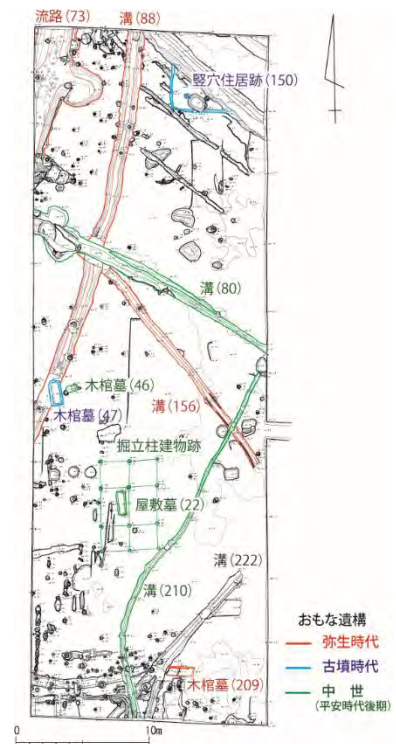 流路(73)
溝(88)
竪穴住居跡(150)
溝(80)
木棺墓(46)
木棺墓(47)
溝(156)
掘立柱建物跡
屋敷墓(22)
溝(222)
溝(210)
木棺墓(209)
おもな遺構
弥生時代
古墳時代
中 世
(平安時代後期)
0
10m